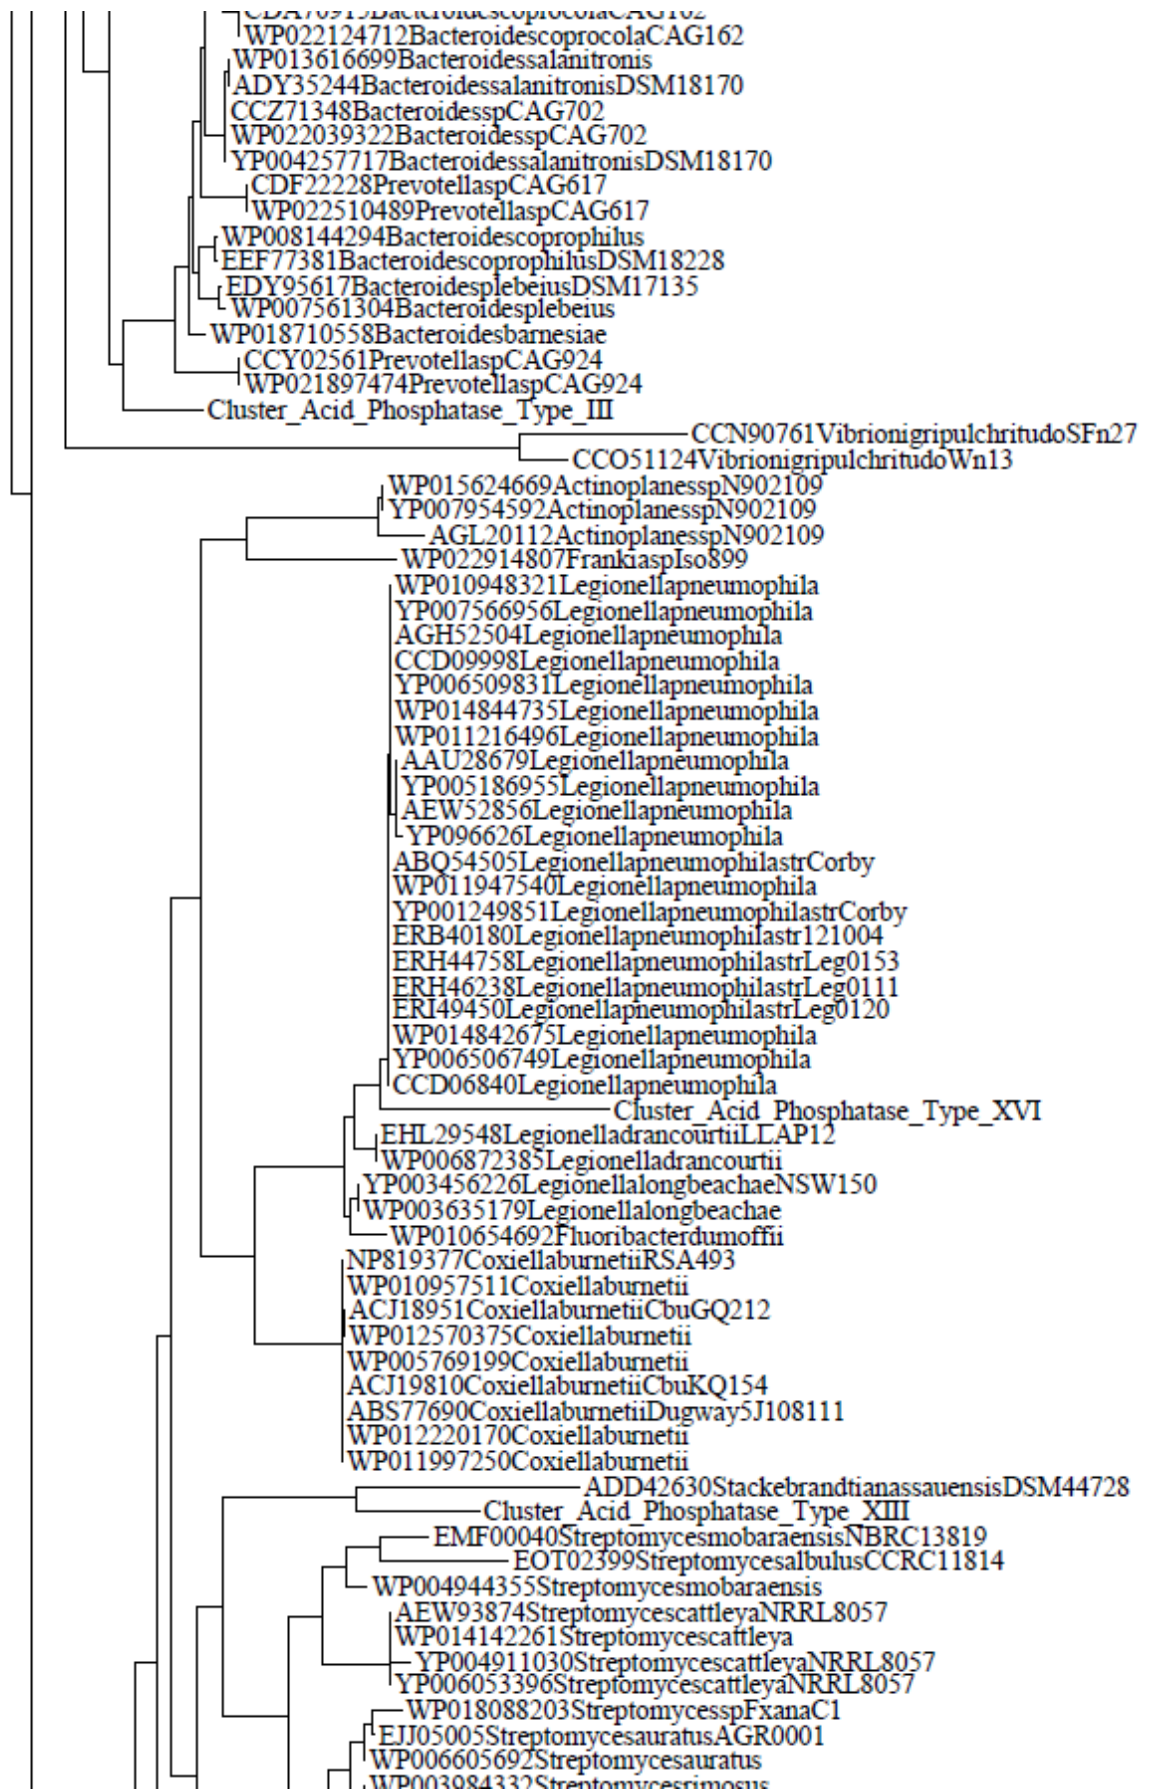 CDA70915BacteroidescoprocolaCAG162
WP022124712BacteroidescoprocolaCAG162
WP013616699Bacteroidessalanitronis
ADY35244BacteroidessalanitronisDSM18170
CCZ71348BacteroidesspCAG702
WP022039322BacteroidesspCAG702
YP004257717BacteroidessalanitronisDSM18170
CDF22228PrevotellaspCAG617
WP022510489PrevotellaspCAG617
WP008144294Bacteroidescoprophilus
EEF77381BacteroidescoprophilusDSM18228
EDY95617BacteroidesplebeiusDSM17135
WP007561304Bacteroidesplebeius
WP018710558Bacteroidesbarnesiae
CCY02561PrevotellaspCAG924
WP021897474PrevotellaspCAG924
Cluster_Acid_Phosphatase_Type_III
CCN90761VibrionigripulchritudoSFn27
CCO51124VibrionigripulchritudoWn13
WP015624669ActinoplanesspN902109
YP007954592ActinoplanesspN902109
AGL20112ActinoplanesspN902109
WP022914807FrankiaspIso899
WP010948321Legionellapneumophila
YP007566956Legionellapneumophila
AGH52504Legionellapneumophila
CCD09998Legionellapneumophila
YP006509831Legionellapneumophila
WP014844735Legionellapneumophila
WP011216496Legionellapneumophila
AAU28679Legionellapneumophila
YP005186955Legionellapneumophila
AEW52856Legionellapneumophila
YP096626Legionellapneumophila
ABQ54505LegionellapneumophilastrCorby
WP011947540Legionellapneumophila
YP001249851LegionellapneumophilastrCorby
ERB40180Legionellapneumophilastr121004
ERH44758LegionellapneumophilastrLeg0153
ERH46238LegionellapneumophilastrLeg0111
ERI49450LegionellapneumophilastrLeg0120
WP014842675Legionellapneumophila
YP006506749Legionellapneumophila
CCD06840Legionellapneumophila
Cluster_Acid_Phosphatase_Type_XVI
EHL29548LegionelladrancourtiiLLAP12
WP006872385Legionelladrancourtii
YP003456226LegionellalongbeachaeNSW150
WP003635179Legionellalongbeachae
WP010654692Fluoribacterdumoffii
NP819377CoxiellaburnetiiRSA493
WP010957511Coxiellaburnetii
ACJ18951CoxiellaburnetiiCbuGQ212
WP012570375Coxiellaburnetii
WP005769199Coxiellaburnetii
ACJ19810CoxiellaburnetiiCbuKQ154
ABS77690CoxiellaburnetiiDugway5J108111
WP012220170Coxiellaburnetii
WP011997250Coxiellaburnetii
ADD42630StackebrandtianassauensisDSM44728
Cluster_Acid_Phosphatase_Type_XIII
EMF00040StreptomycesmobaraensisNBRC13819
EOT02399StreptomycesalbulusCCRC11814
WP004944355Streptomycesmobaraensis
AEW93874StreptomycescattleyaNRRL8057
WP014142261Streptomycescattleya
YP004911030StreptomycescattleyaNRRL8057
YP006053396StreptomycescattleyaNRRL8057
WP018088203StreptomycesspFxanaC1
EJJ05005StreptomycesauratusAGR0001
WP006605692Streptomycesauratus
WP003984332Streptomycesrimosus